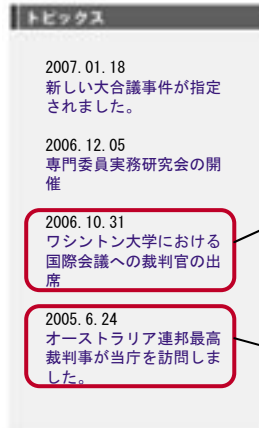 トピックス
2007.01.18
新しい大合議事件が指定
されました。
2006.12.05
専門委員実務研究会の開
催
2006.10.31
ワシントン大学における
国際会議への裁判官の出
席
2005.6.24
オーストラリア連邦最高
裁判事が当庁を訪問しま
した。